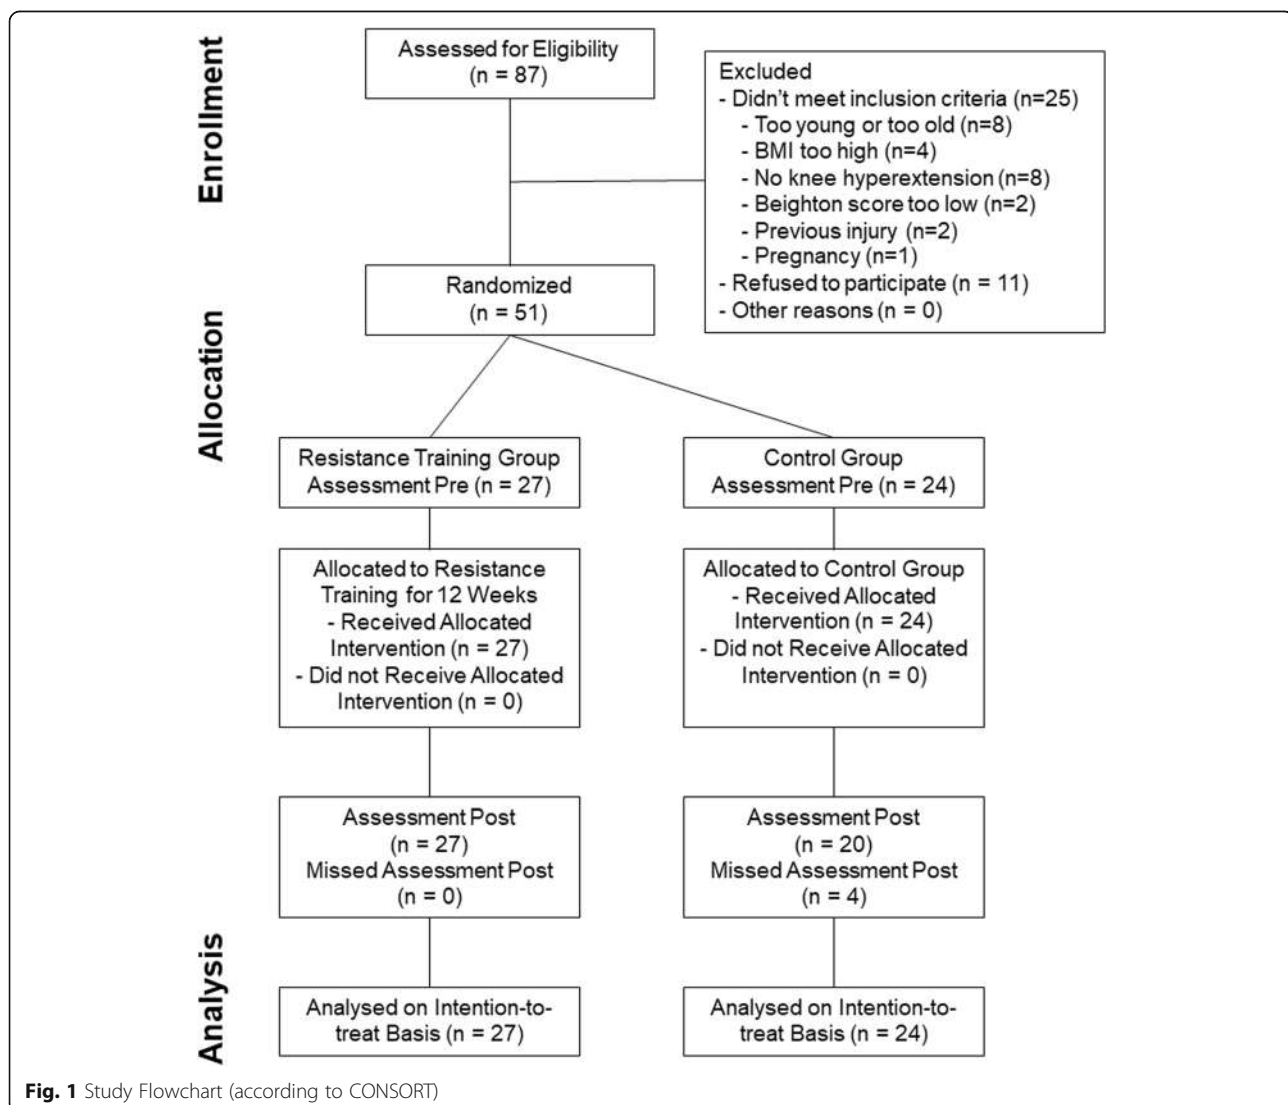 Enrollment
Assessed for Eligibility
(n = 87)
Excluded
- Didn't meet inclusion criteria (n=25)
- Too young or too old (n=8)
- BMI too high (n=4)
- No knee hyperextension (n=8)
- Beighton score too low (n=2)
- Previous injury (n=2)
- Pregnancy (n=1)
- Refused to participate (n = 11)
- Other reasons (n = 0)
Randomized
(n = 51)
Allocation
Resistance Training Group
Assessment Pre (n = 27)
Control Group
Assessment Pre (n = 24)
Allocated to Resistance
Training for 12 Weeks
- Received Allocated
Intervention (n = 27)
- Did not Receive Allocated
Intervention (n = 0)
Allocated to Control Group
- Received Allocated
Intervention (n = 24)
- Did not Receive Allocated
Intervention (n = 0)
Assessment Post
(n = 27)
Missed Assessment Post
(n = 0)
Assessment Post
(n = 20)
Missed Assessment Post
(n = 4)
Analysis
Analysed on Intention-to-
treat Basis (n = 27)
Analysed on Intention-to-
treat Basis (n = 24)
Fig. 1 Study Flowchart (according to CONSORT)